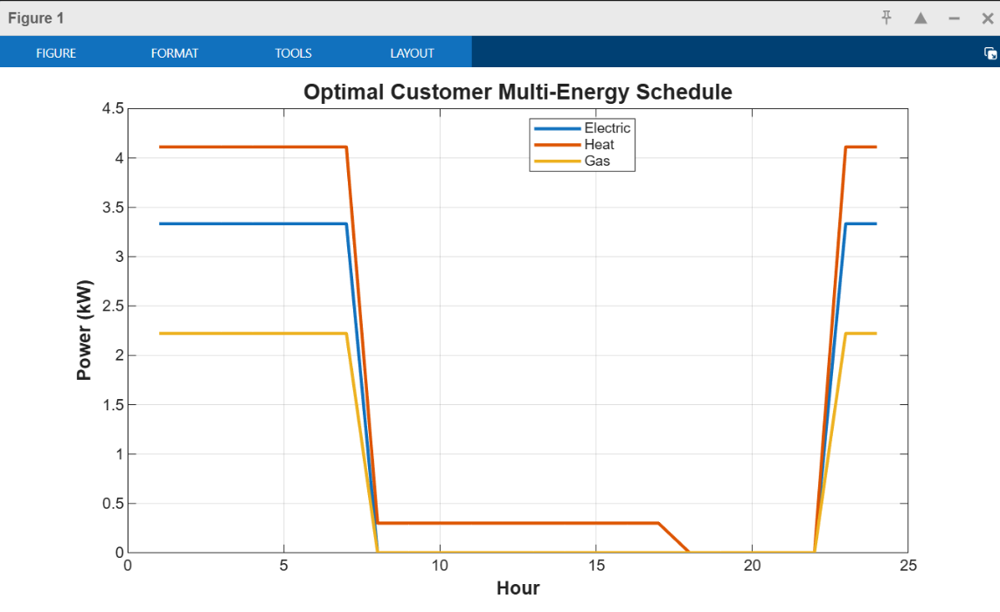 Figure 1
FIGURE FORMAT TOOLS LAYOUT
Optimal Customer Multi-Energy Schedule
Electric
Heat
Gas
4.5
4
3.5
3
2.5
2
1.5
1
0.5
0
Power (kW)
0 5 10 15 20 25
Hour